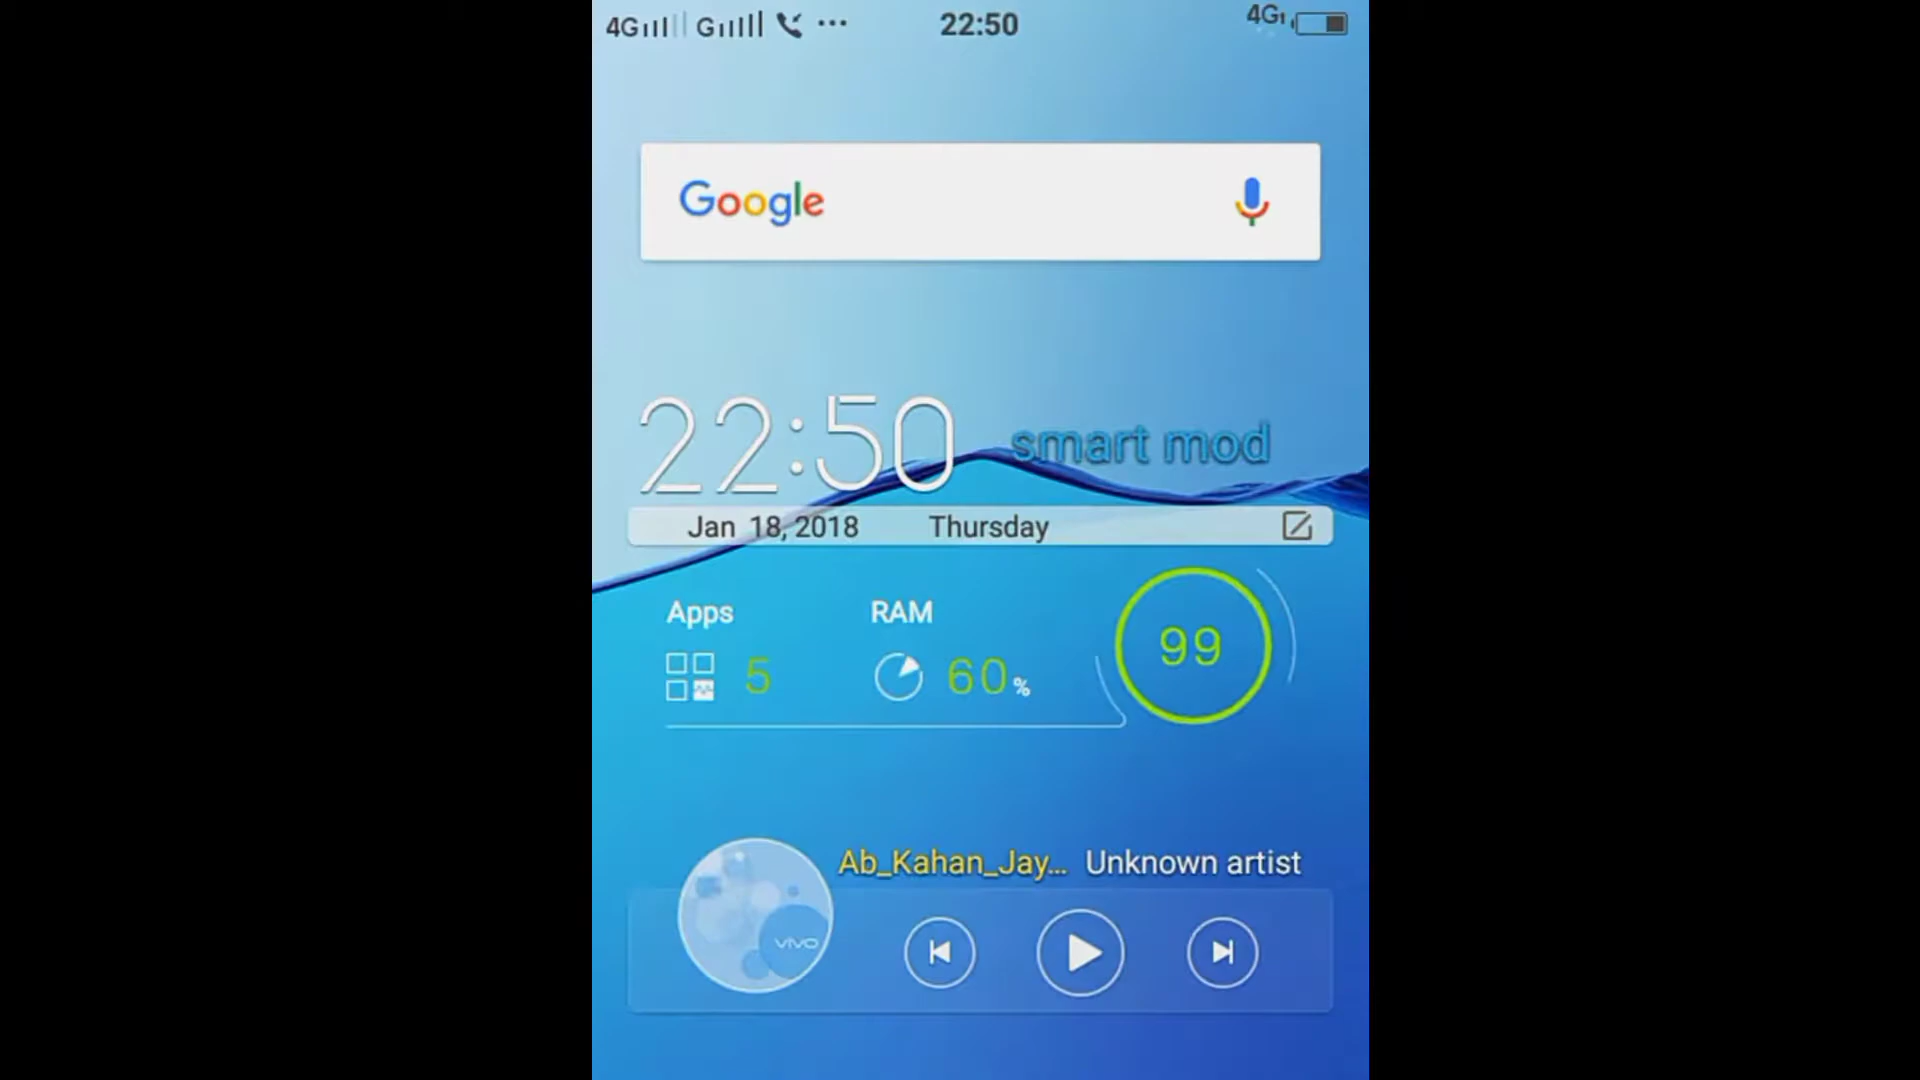 4G G ... 22:50 4G
Google
22:50 smart mod
Jan 18, 2018 Thursday
Apps RAM
5 60% 99
Ab_Kahan_Jay... Unknown artist
vivo